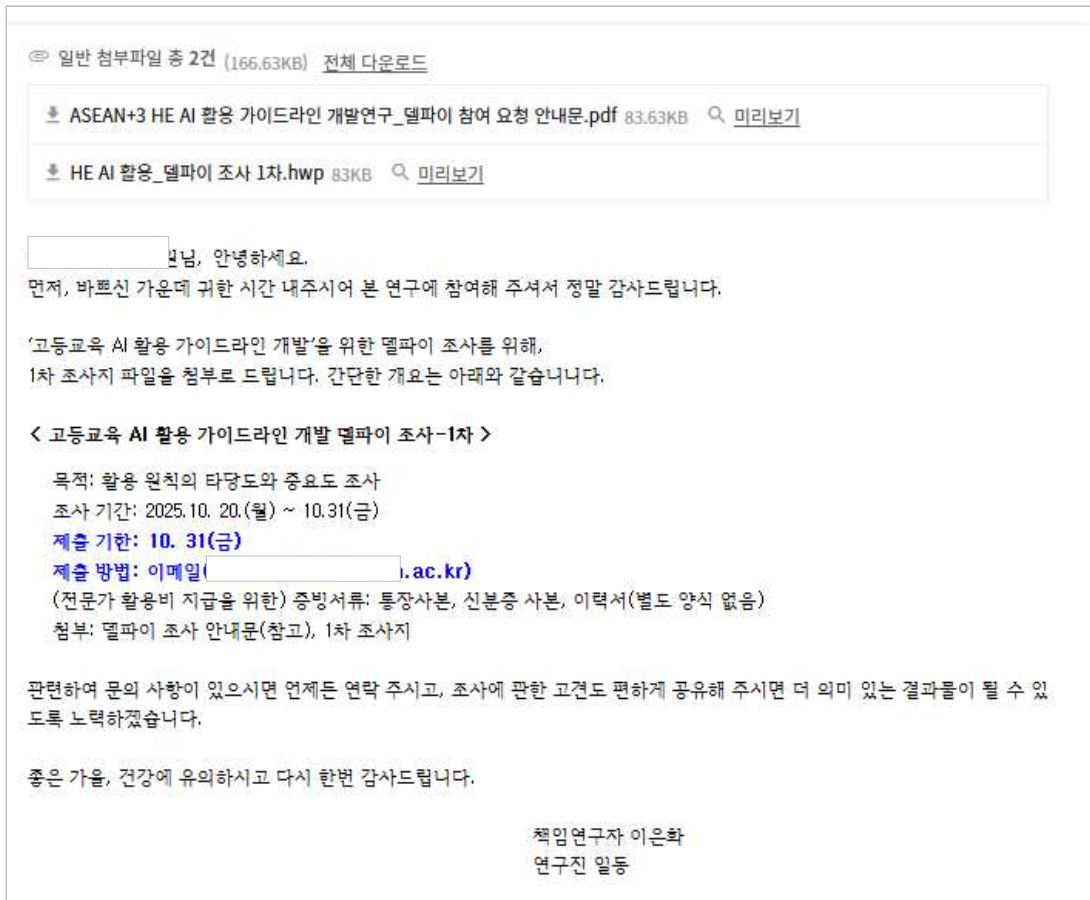 일반 첨부파일 총 2건 (166.63KB) 전체 다운로드
ASEAN+3 HE AI 활용 가이드라인 개발연구_델파이 참여 요청 안내문.pdf 83.63KB 미리보기
HE AI 활용_델파이 조사 1차.hwp 83KB 미리보기
님, 안녕하세요.
먼저, 바쁘신 가운데 귀한 시간 내주시어 본 연구에 참여해 주셔서 정말 감사드립니다.
‘고등교육 AI 활용 가이드라인 개발’을 위한 델파이 조사를 위해,
1차 조사지 파일을 첨부로 드립니다. 간단한 개요는 아래와 같습니니다.
< 고등교육 AI 활용 가이드라인 개발 델파이 조사-1차 >
목적: 활용 원칙의 타당도와 중요도 조사
조사 기간: 2025.10. 20.(월) ~ 10.31(금)
제출 기한: 10. 31(금)
제출 방법: 이메일( .ac.kr)
(전문가 활용비 지급을 위한) 증빙서류: 통장사본, 신분증 사본, 이력서(별도 양식 없음)
첨부: 델파이 조사 안내문(참고), 1차 조사지
관련하여 문의 사항이 있으시면 언제든 연락 주시고, 조사에 관한 고견도 편하게 공유해 주시면 더 의미 있는 결과물이 될 수 있
도록 노력하겠습니다.
좋은 가을, 건강에 유의하시고 다시 한번 감사드립니다.
책임연구자 이은화
연구진 일동